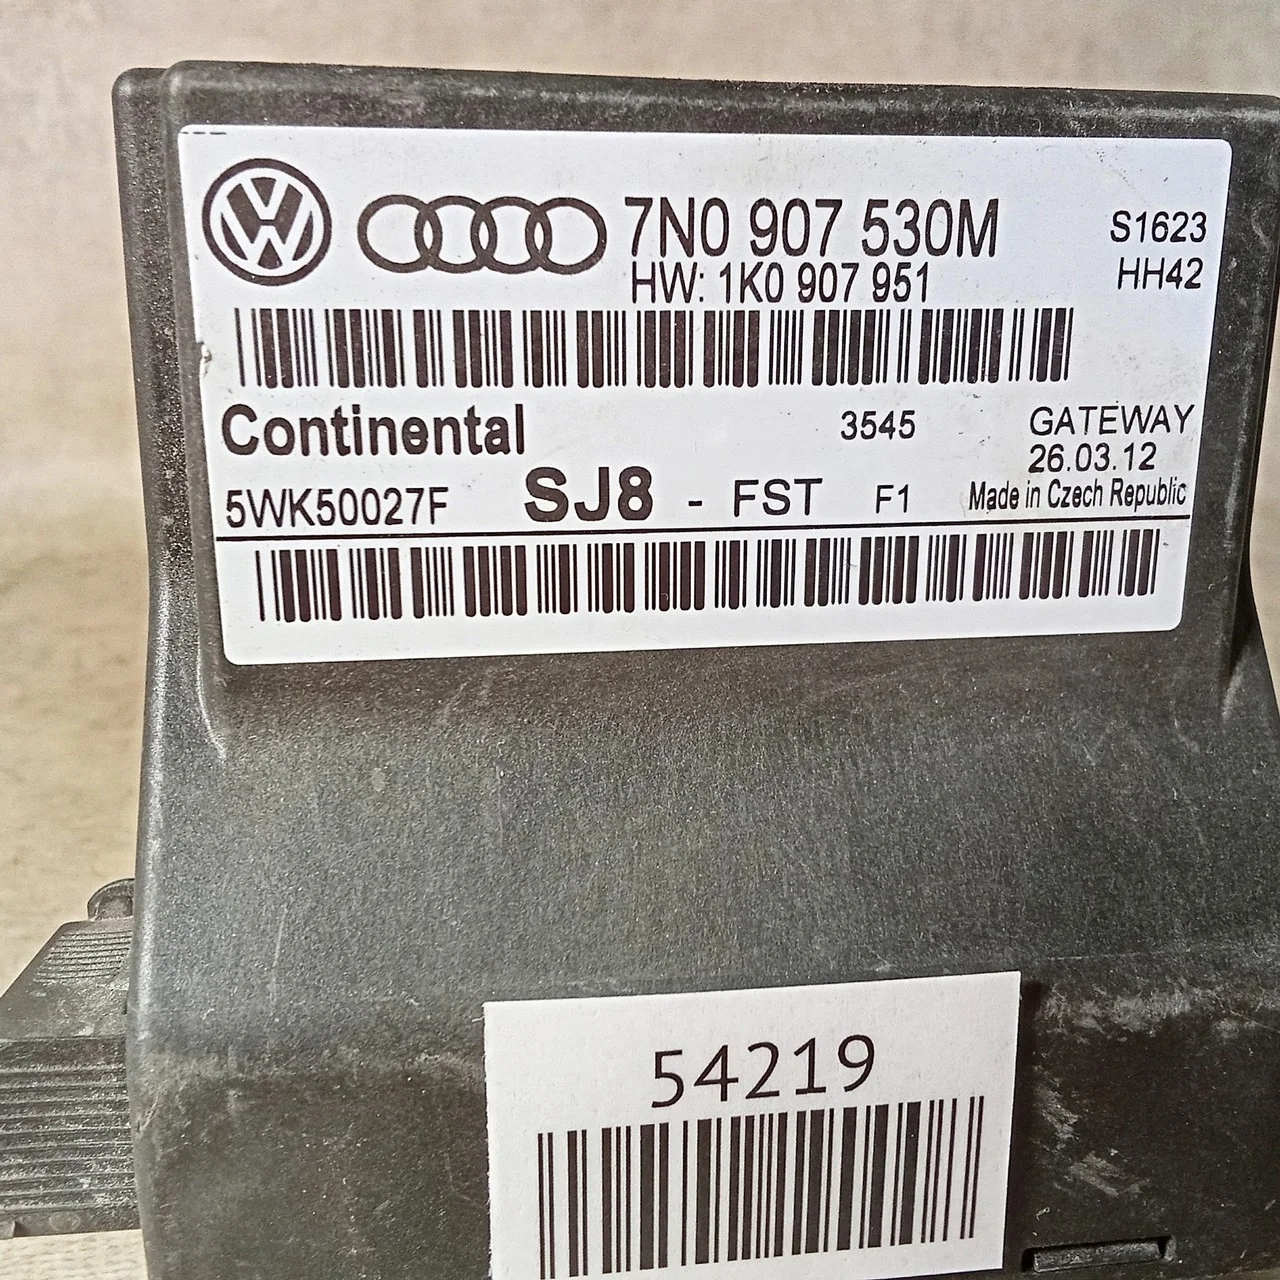 7N0 907 530M S1623
HW: 1K0 907 951 HH42
Continental 3545 GATEWAY
26.03.12
5WK50027F SJ8 - FST F1 Made in Czech Republic
54219